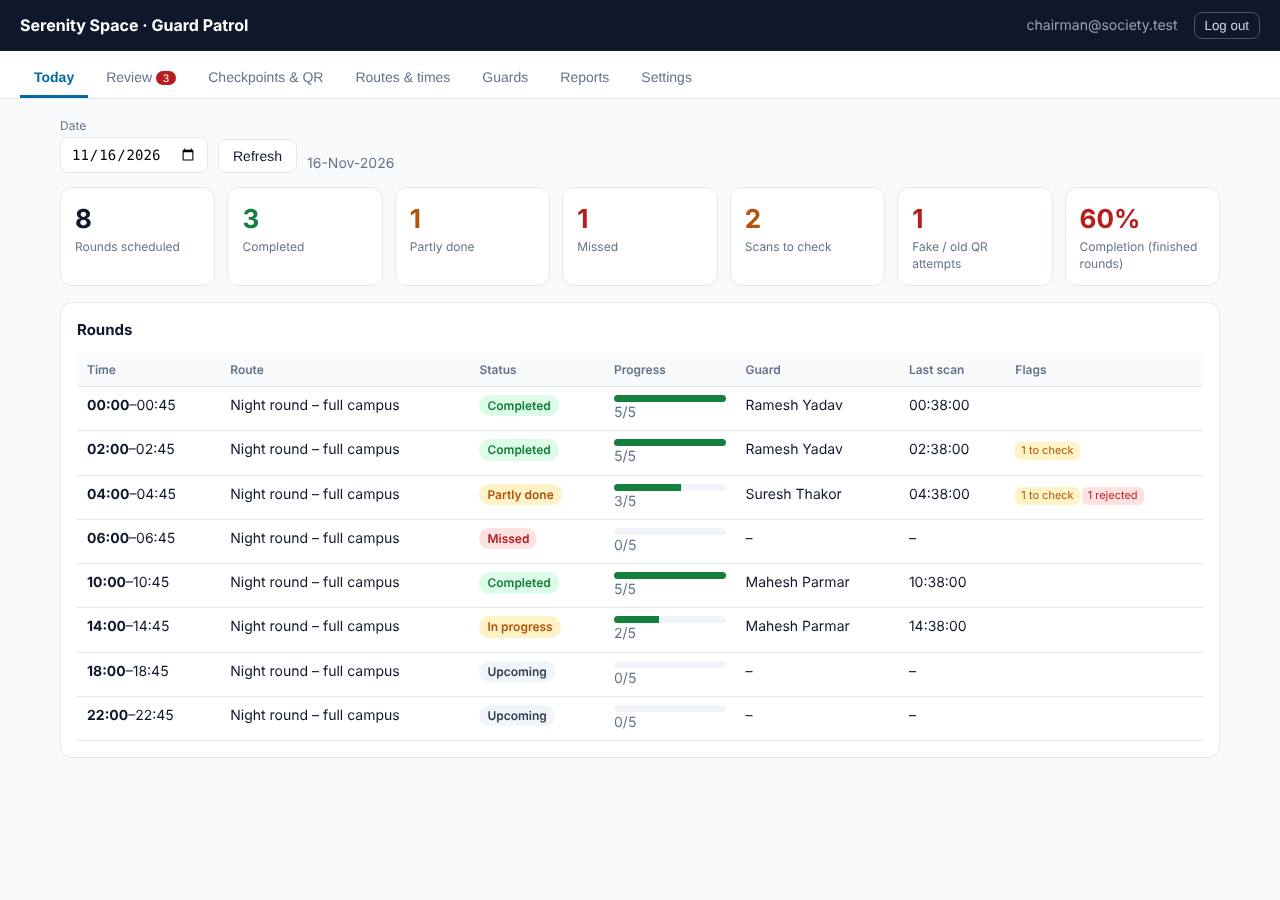 Serenity Space · Guard Patrol
chairman@society.test
Log out
Today
Review 3
Checkpoints & QR
Routes & times
Guards
Reports
Settings
Date
11/16/2026
Refresh
16-Nov-2026
8
Rounds scheduled
3
Completed
1
Partly done
1
Missed
2
Scans to check
1
Fake / old QR
attempts
60%
Completion (finished
rounds)
Rounds
Time Route Status Progress Guard Last scan Flags
00:00–00:45 Night round – full campus Completed 5/5 Ramesh Yadav 00:38:00
02:00–02:45 Night round – full campus Completed 5/5 Ramesh Yadav 02:38:00 1 to check
04:00–04:45 Night round – full campus Partly done 3/5 Suresh Thakor 04:38:00 1 to check 1 rejected
06:00–06:45 Night round – full campus Missed 0/5 – –
10:00–10:45 Night round – full campus Completed 5/5 Mahesh Parmar 10:38:00
14:00–14:45 Night round – full campus In progress 2/5 Mahesh Parmar 14:38:00
18:00–18:45 Night round – full campus Upcoming 0/5 – –
22:00–22:45 Night round – full campus Upcoming 0/5 – –